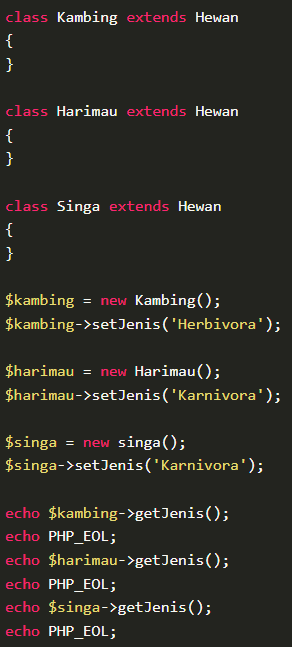 class Kambing extends Hewan
{
}
class Harimau extends Hewan
{
}
class Singa extends Hewan
{
}
$kambing = new Kambing();
$kambing->setJenis('Herbivora');
$harimau = new Harimau();
$harimau->setJenis('Karnivora');
$singa = new singa();
$singa->setJenis('Karnivora');
echo $kambing->getJenis();
echo PHP_EOL;
echo $harimau->getJenis();
echo PHP_EOL;
echo $singa->getJenis();
echo PHP_EOL;